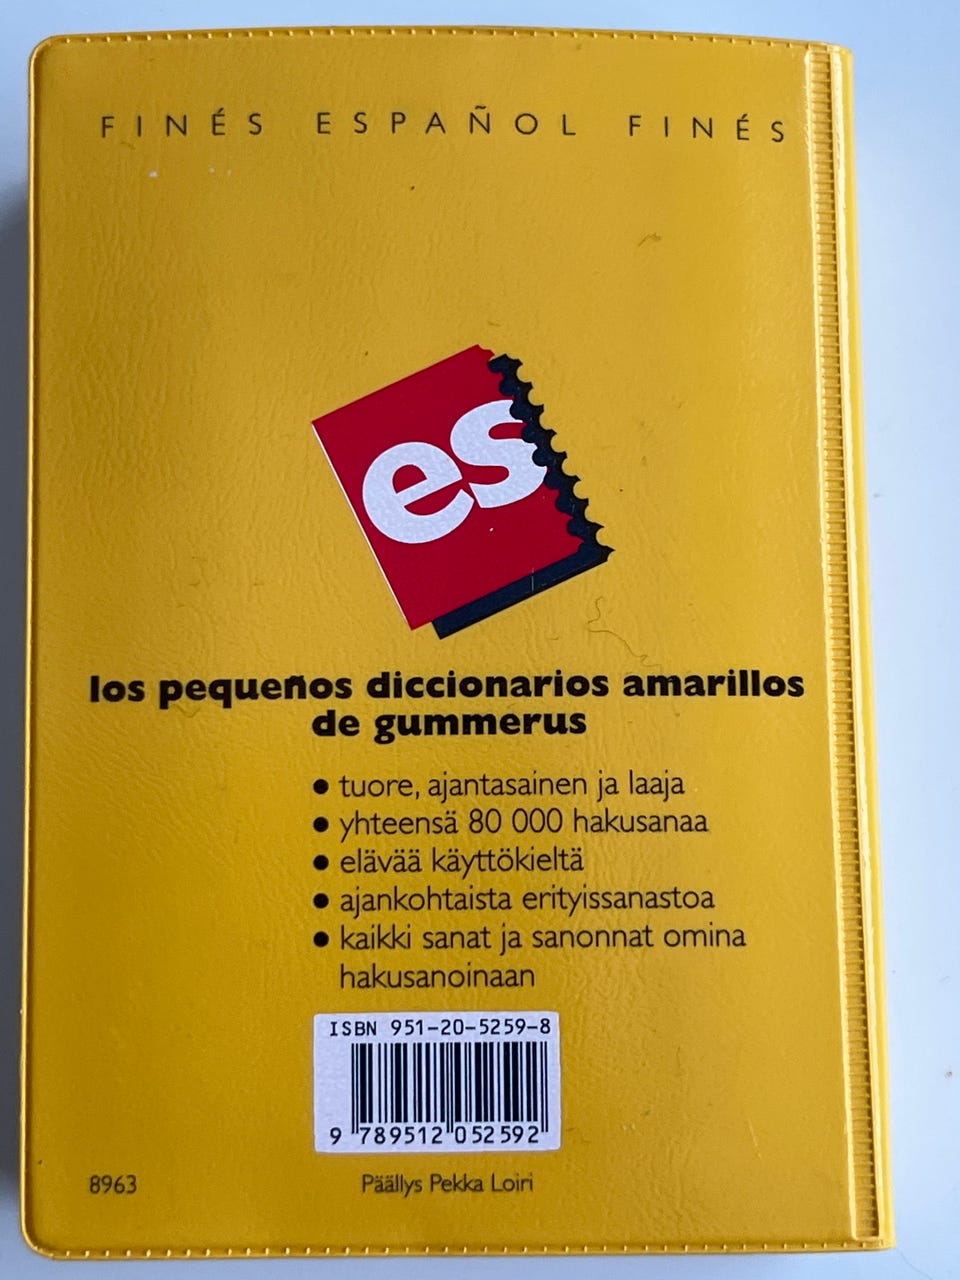 FINÉS ESPAÑOL FINÉS
es
los pequeños diccionarios amarillos
de gummerus
• tuore, ajantasainen ja laaja
• yhteensä 80 000 hakusanaa
• elävää käyttökieltä
• ajankohtaista erityissanastoa
• kaikki sanat ja sanonnat omina
hakusanoinaan
ISBN 951-20-5259-8
9 789512 052592
8963 Päällys Pekka Loiri